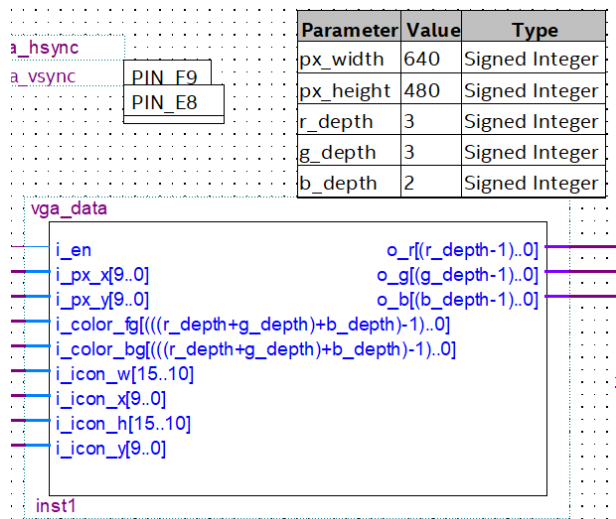 Parameter Value Type
px_width 640 Signed Integer
px_height 480 Signed Integer
r_depth 3 Signed Integer
g_depth 3 Signed Integer
b_depth 2 Signed Integer
a_hsync
a_vsync
PIN_F9
PIN_E8
vga_data
i_en o_r[(r_depth-1)..0]
i_px_x[9..0] o_g[(g_depth-1)..0]
i_px_y[9..0] o_b[(b_depth-1)..0]
i_color_fg[(((r_depth+g_depth)+b_depth)-1)..0]
i_color_bg[(((r_depth+g_depth)+b_depth)-1)..0]
i_icon_w[15..10]
i_icon_x[9..0]
i_icon_h[15..10]
i_icon_y[9..0]
inst1